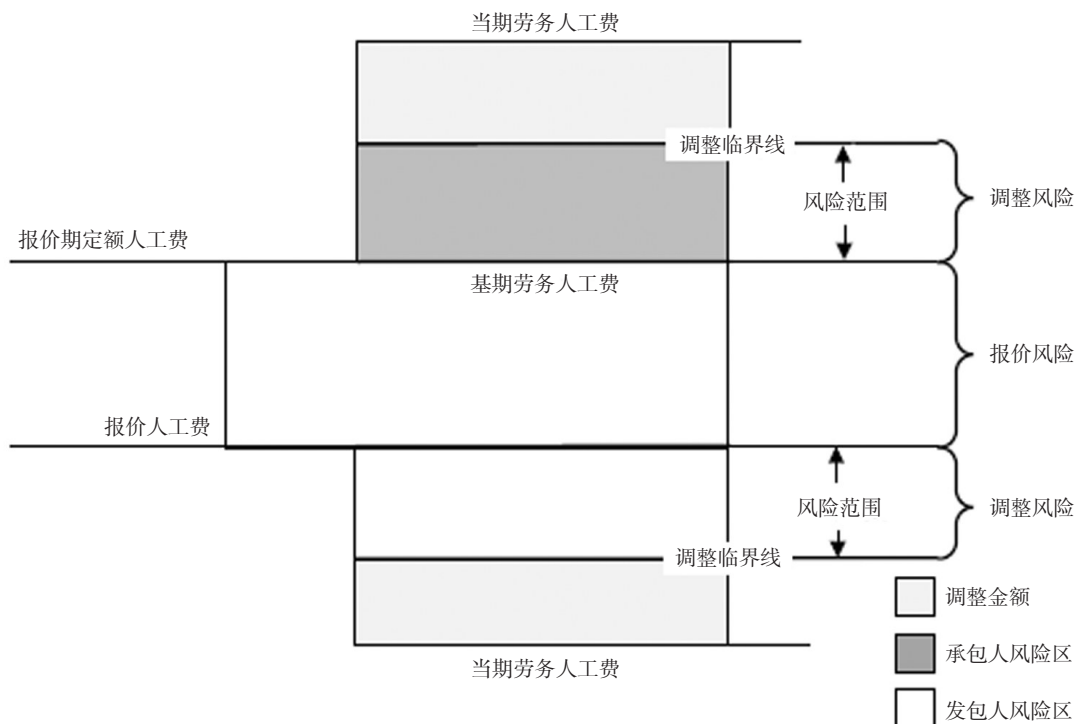 当期劳务人工费
调整临界线
风险范围
调整风险
报价期定额人工费
基期劳务人工费
报价风险
报价人工费
风险范围
调整风险
调整临界线
调整金额
当期劳务人工费
承包人风险区
发包人风险区